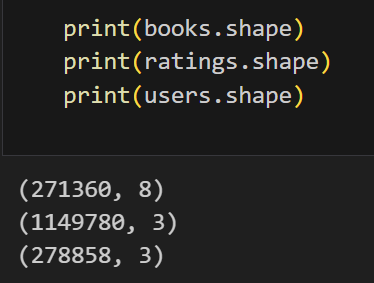 print(books.shape)
print(ratings.shape)
print(users.shape)
(271360, 8)
(1149780, 3)
(278858, 3)